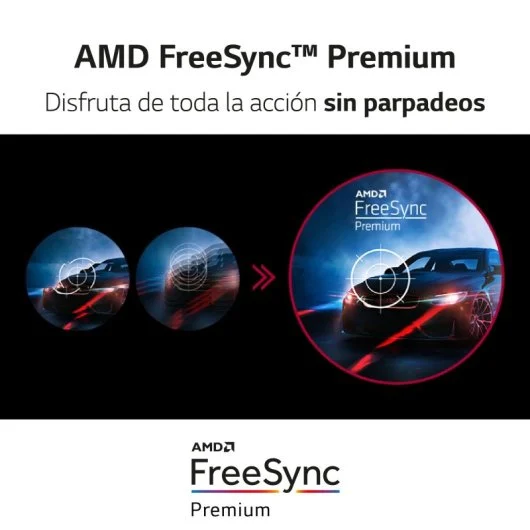 AMD FreeSync™ Premium
Disfruta de toda la acción sin parpadeos
AMD
FreeSync
Premium
AMD
FreeSync
Premium